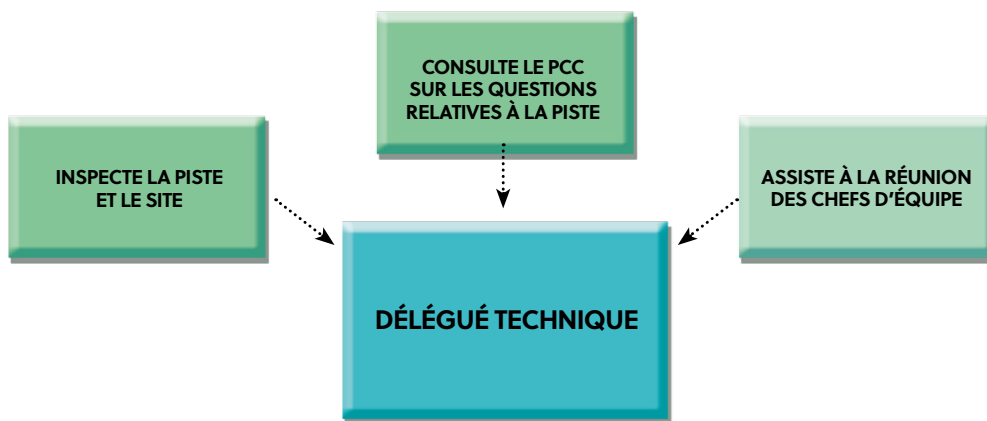 CONSULTE LE PCC
SUR LES QUESTIONS
RELATIVES À LA PISTE
INSPECTE LA PISTE
ET LE SITE
ASSISTE À LA RÉUNION
DES CHEFS D’ÉQUIPE
DÉLÉGUÉ TECHNIQUE